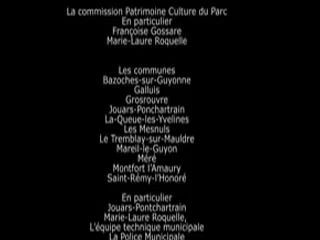 La commission Patrimoine Culture du Parc
En particulier
Françoise Gossare
Marie-Laure Roquelle
Les communes
Bazoches-sur-Guyonne
Galluis
Grosrouvre
Jouars-Ponchartrain
La-Queue-les-Yvelines
Les Mesnuls
Le Tremblay-sur-Mauldre
Mareil-le-Guyon
Méré
Montfort l'Amaury
Saint-Rémy-l'Honoré
En particulier
Jouars-Pontchartrain
Marie-Laure Roquelle,
L'équipe technique municipale
La Police Municipale